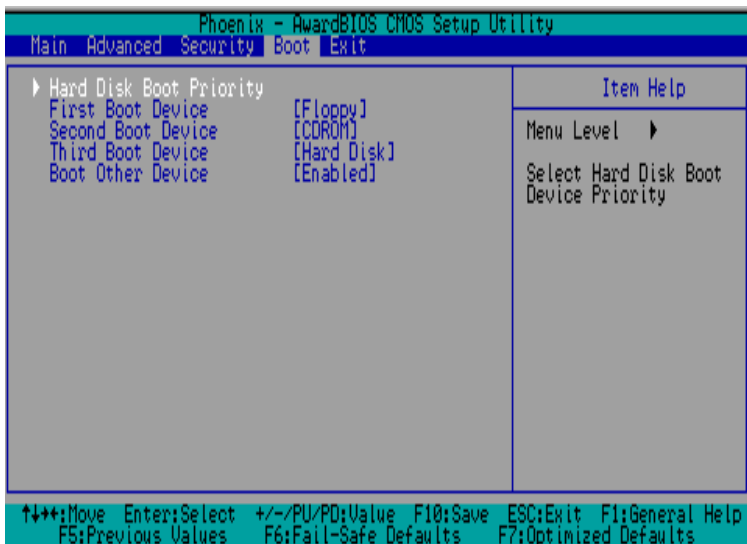 Phoenix - AwardBIOS CMOS Setup Utility
Main Advanced Security Boot Exit
Hard Disk Boot Priority
First Boot Device [Floppy]
Second Boot Device [CDROM]
Third Boot Device [Hard Disk]
Boot Other Device [Enabled]
Item Help
Menu Level ▶
Select Hard Disk Boot
Device Priority
↑↓→←:Move Enter:Select +/-/PU/PD:Value F10:Save ESC:Exit F1:General Help
F5:Previous Values F6:Fail-Safe Defaults F7:Optimized Defaults